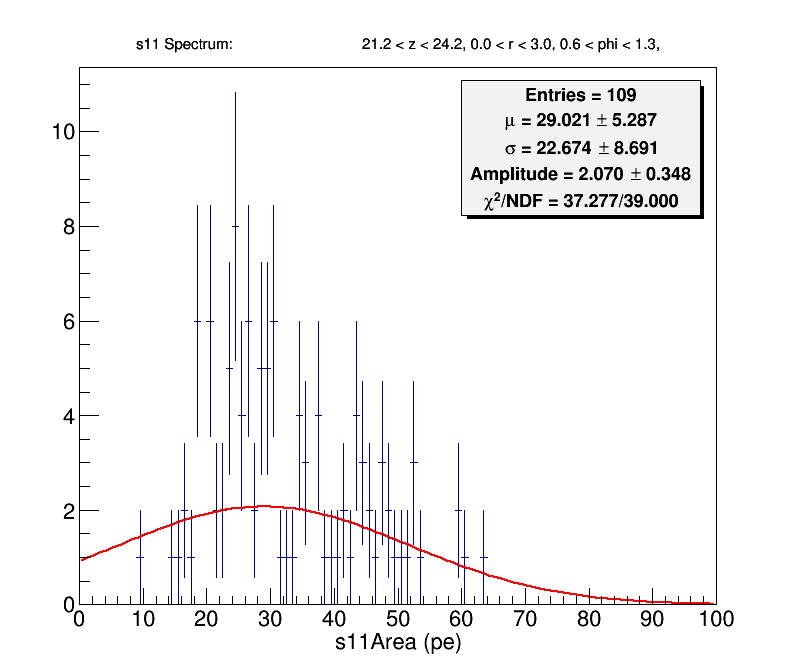 s11 Spectrum: 21.2 < z < 24.2, 0.0 < r < 3.0, 0.6 < phi < 1.3,
Entries = 109
μ = 29.021 ± 5.287
σ = 22.674 ± 8.691
Amplitude = 2.070 ± 0.348
χ²/NDF = 37.277/39.000
10
8
6
4
2
0
0 10 20 30 40 50 60 70 80 90 100
s11Area (pe)